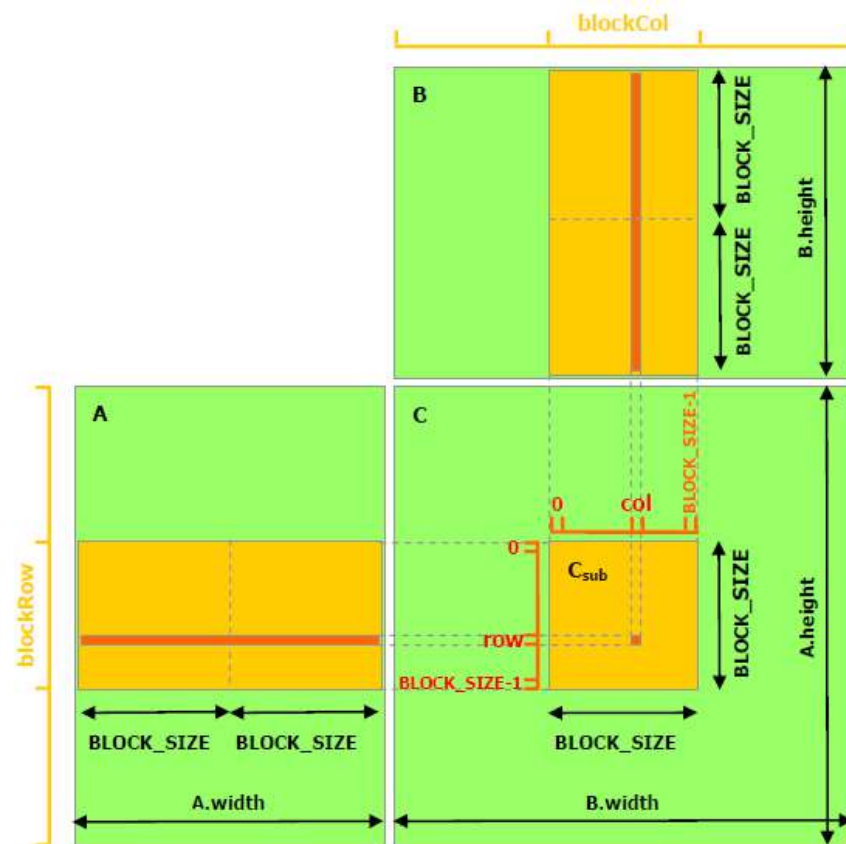 blockCol
B
BLOCK_SIZE
BLOCK_SIZE
B.height
A
C
BLOCK_SIZE-1
0
col
0
C_sub
BLOCK_SIZE
A.height
blockRow
row
BLOCK_SIZE-1
BLOCK_SIZE
BLOCK_SIZE
BLOCK_SIZE
A.width
B.width